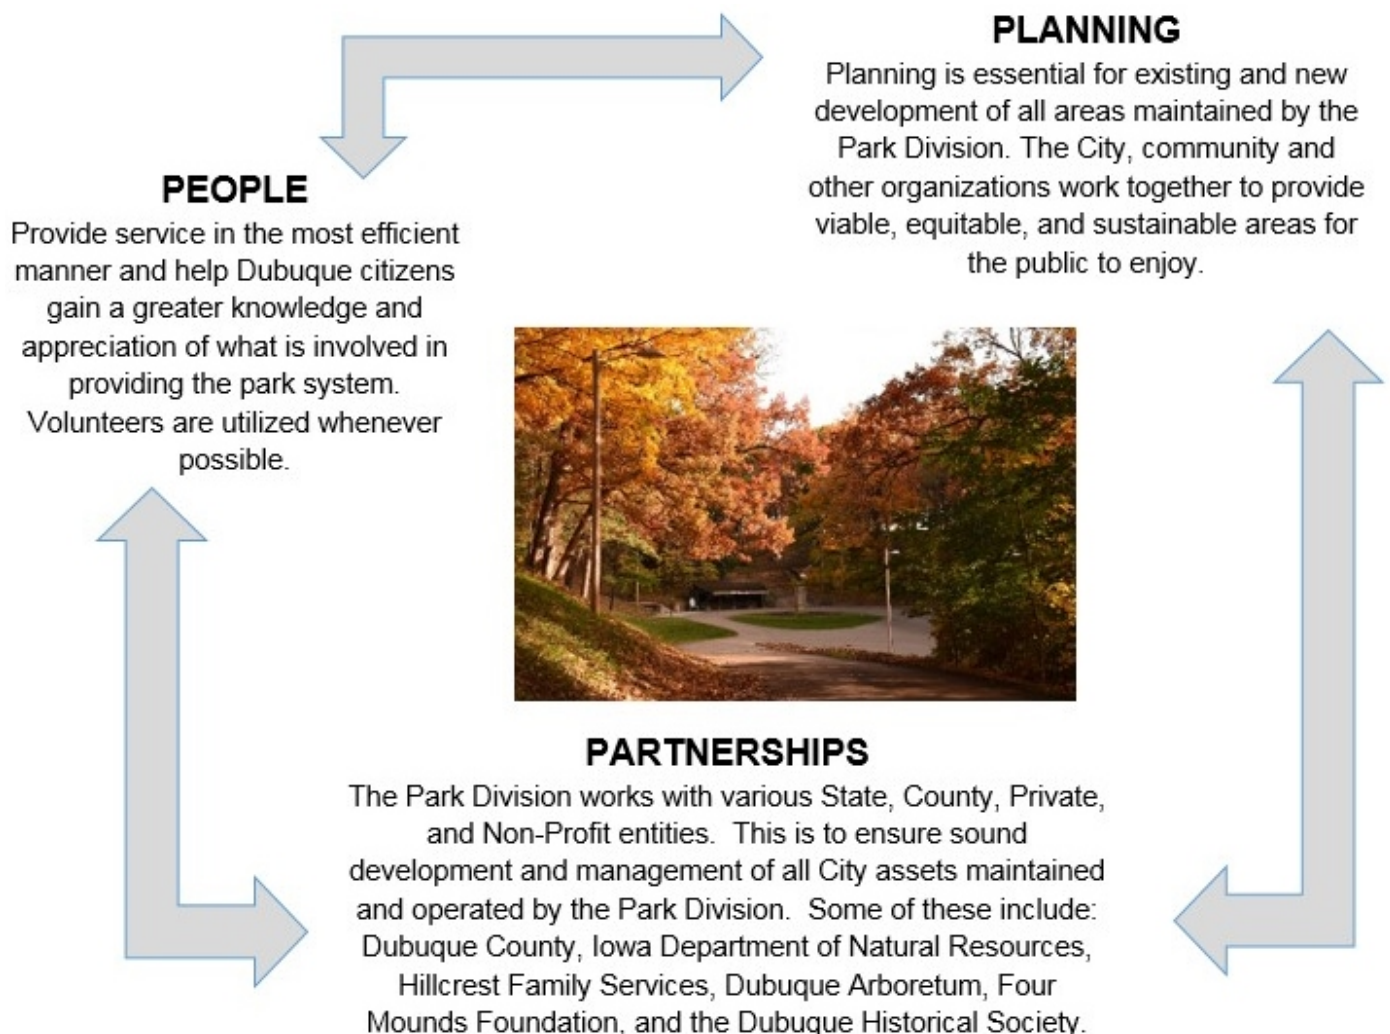 PLANNING
Planning is essential for existing and new
development of all areas maintained by the
Park Division. The City, community and
other organizations work together to provide
viable, equitable, and sustainable areas for
the public to enjoy.
PEOPLE
Provide service in the most efficient
manner and help Dubuque citizens
gain a greater knowledge and
appreciation of what is involved in
providing the park system.
Volunteers are utilized whenever
possible.
PARTNERSHIPS
The Park Division works with various State, County, Private,
and Non-Profit entities.  This is to ensure sound
development and management of all City assets maintained
and operated by the Park Division.  Some of these include:
Dubuque County, Iowa Department of Natural Resources,
Hillcrest Family Services, Dubuque Arboretum, Four
Mounds Foundation, and the Dubuque Historical Society.